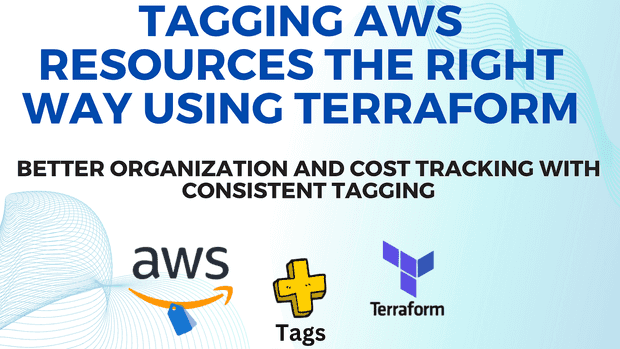 TAGGING AWS
RESOURCES THE RIGHT
WAY USING TERRAFORM
BETTER ORGANIZATION AND COST TRACKING WITH
CONSISTENT TAGGING
aws
Tags
Terraform